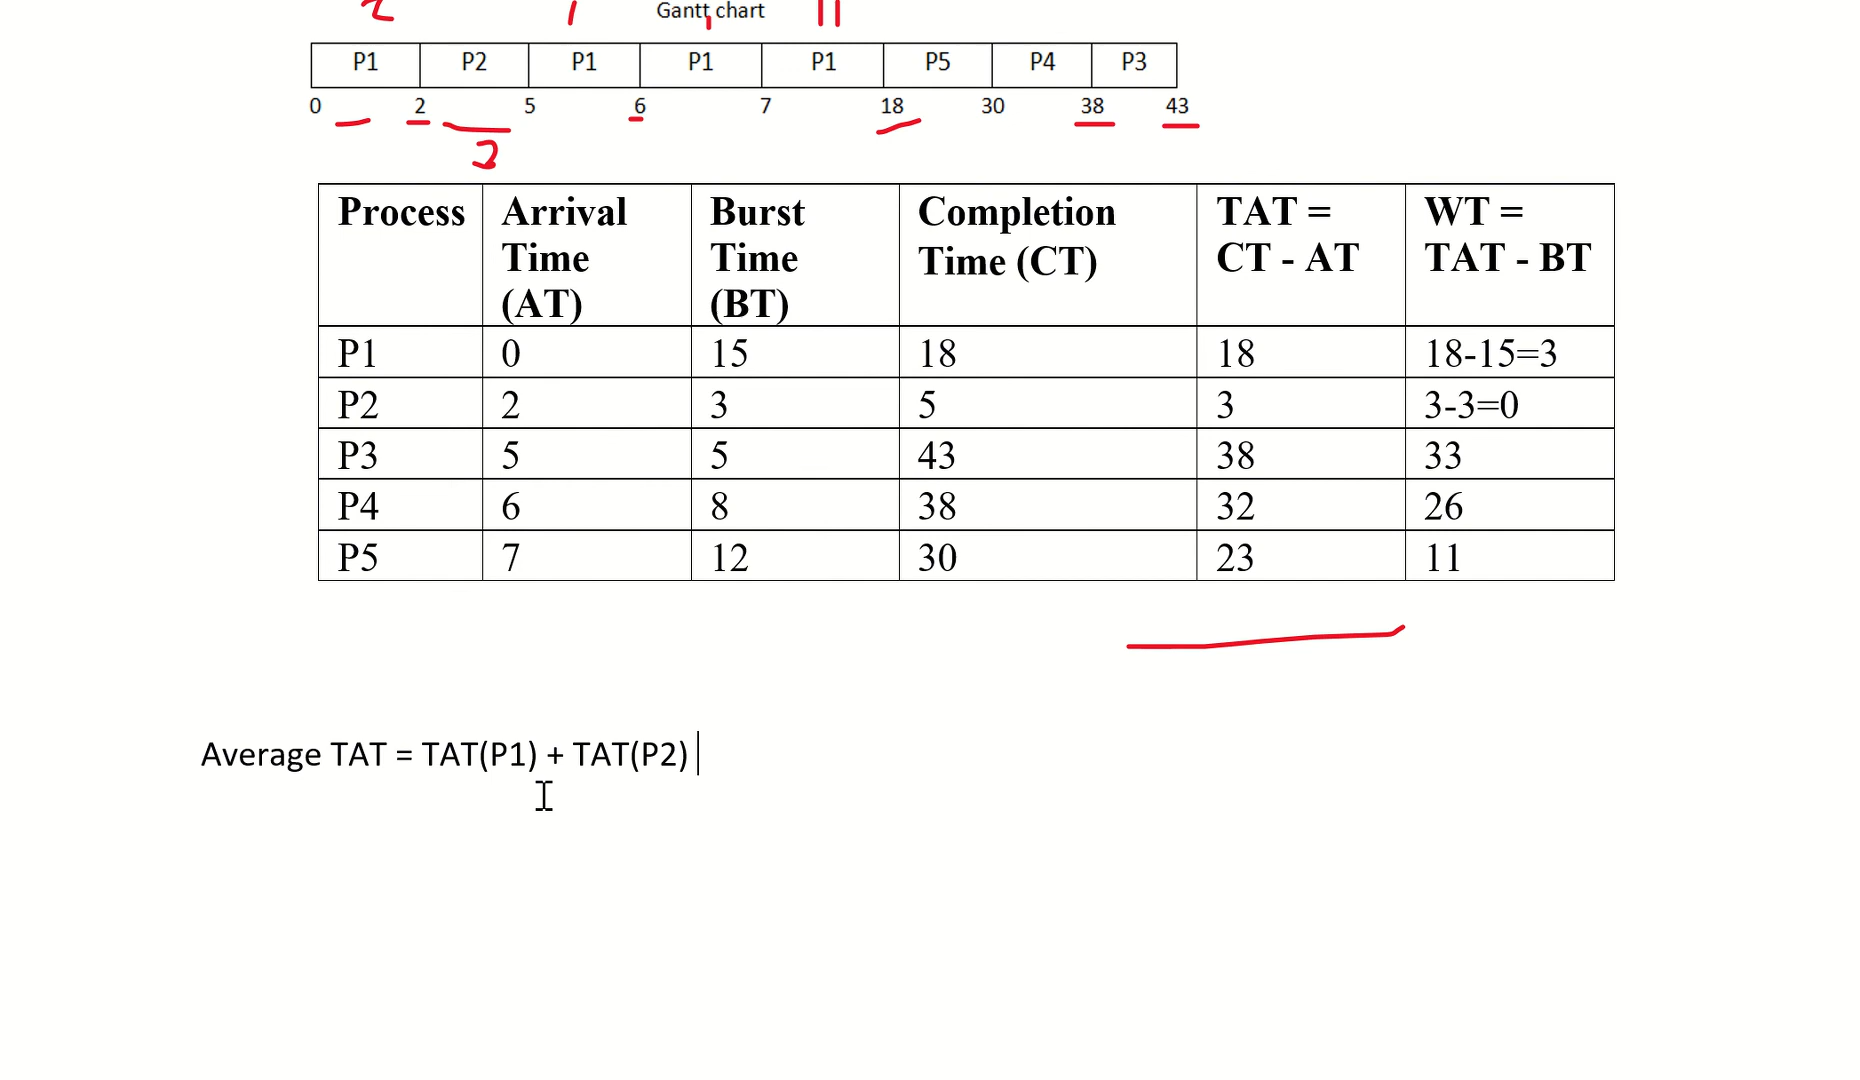 2 1 Gantt chart 11
P1 P2 P1 P1 P1 P5 P4 P3
0 2 5 6 7 18 30 38 43
Process Arrival Time (AT) Burst Time (BT) Completion Time (CT) TAT = CT - AT WT = TAT - BT
P1 0 15 18 18 18-15=3
P2 2 3 5 3 3-3=0
P3 5 5 43 38 33
P4 6 8 38 32 26
P5 7 12 30 23 11
Average TAT = TAT(P1) + TAT(P2)